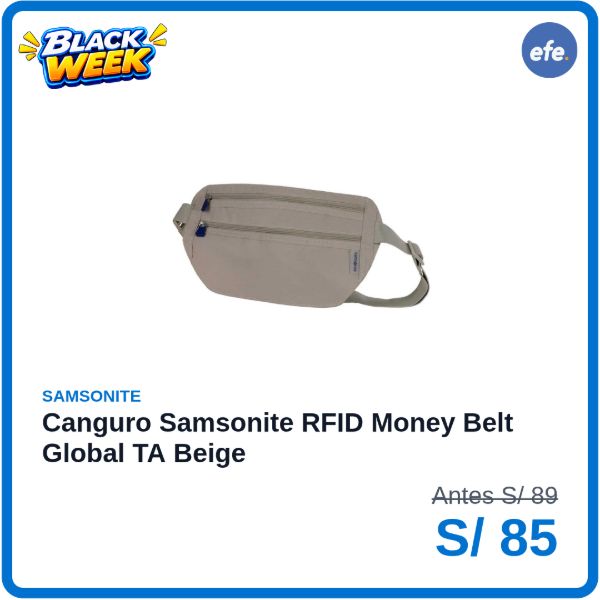 BLACK
WEEK
efe.
SAMSONITE
Canguro Samsonite RFID Money Belt
Global TA Beige
Antes S/ 89
S/ 85